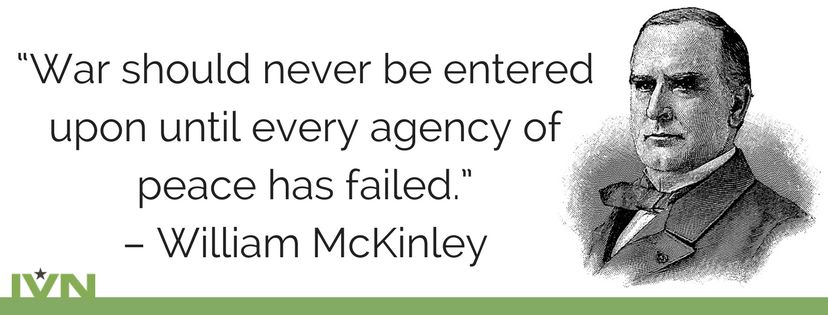 “War should never be entered
upon until every agency of
peace has failed.”
– William McKinley
IVN